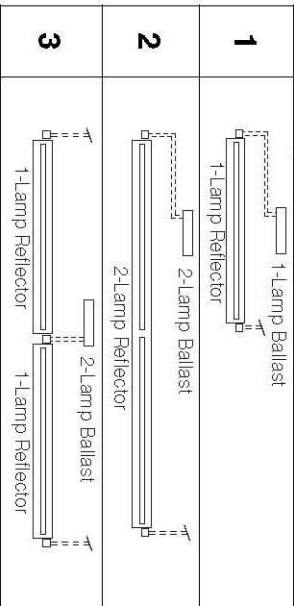 1
1-Lamp Ballast
1-Lamp Reflector
2
2-Lamp Ballast
2-Lamp Reflector
3
2-Lamp Ballast
1-Lamp Reflector 1-Lamp Reflector